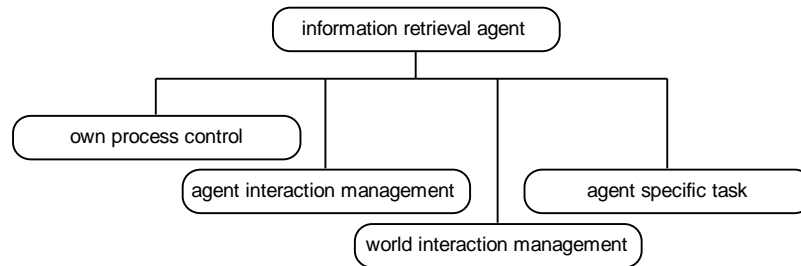 information retrieval agent
own process control
agent interaction management
agent specific task
world interaction management